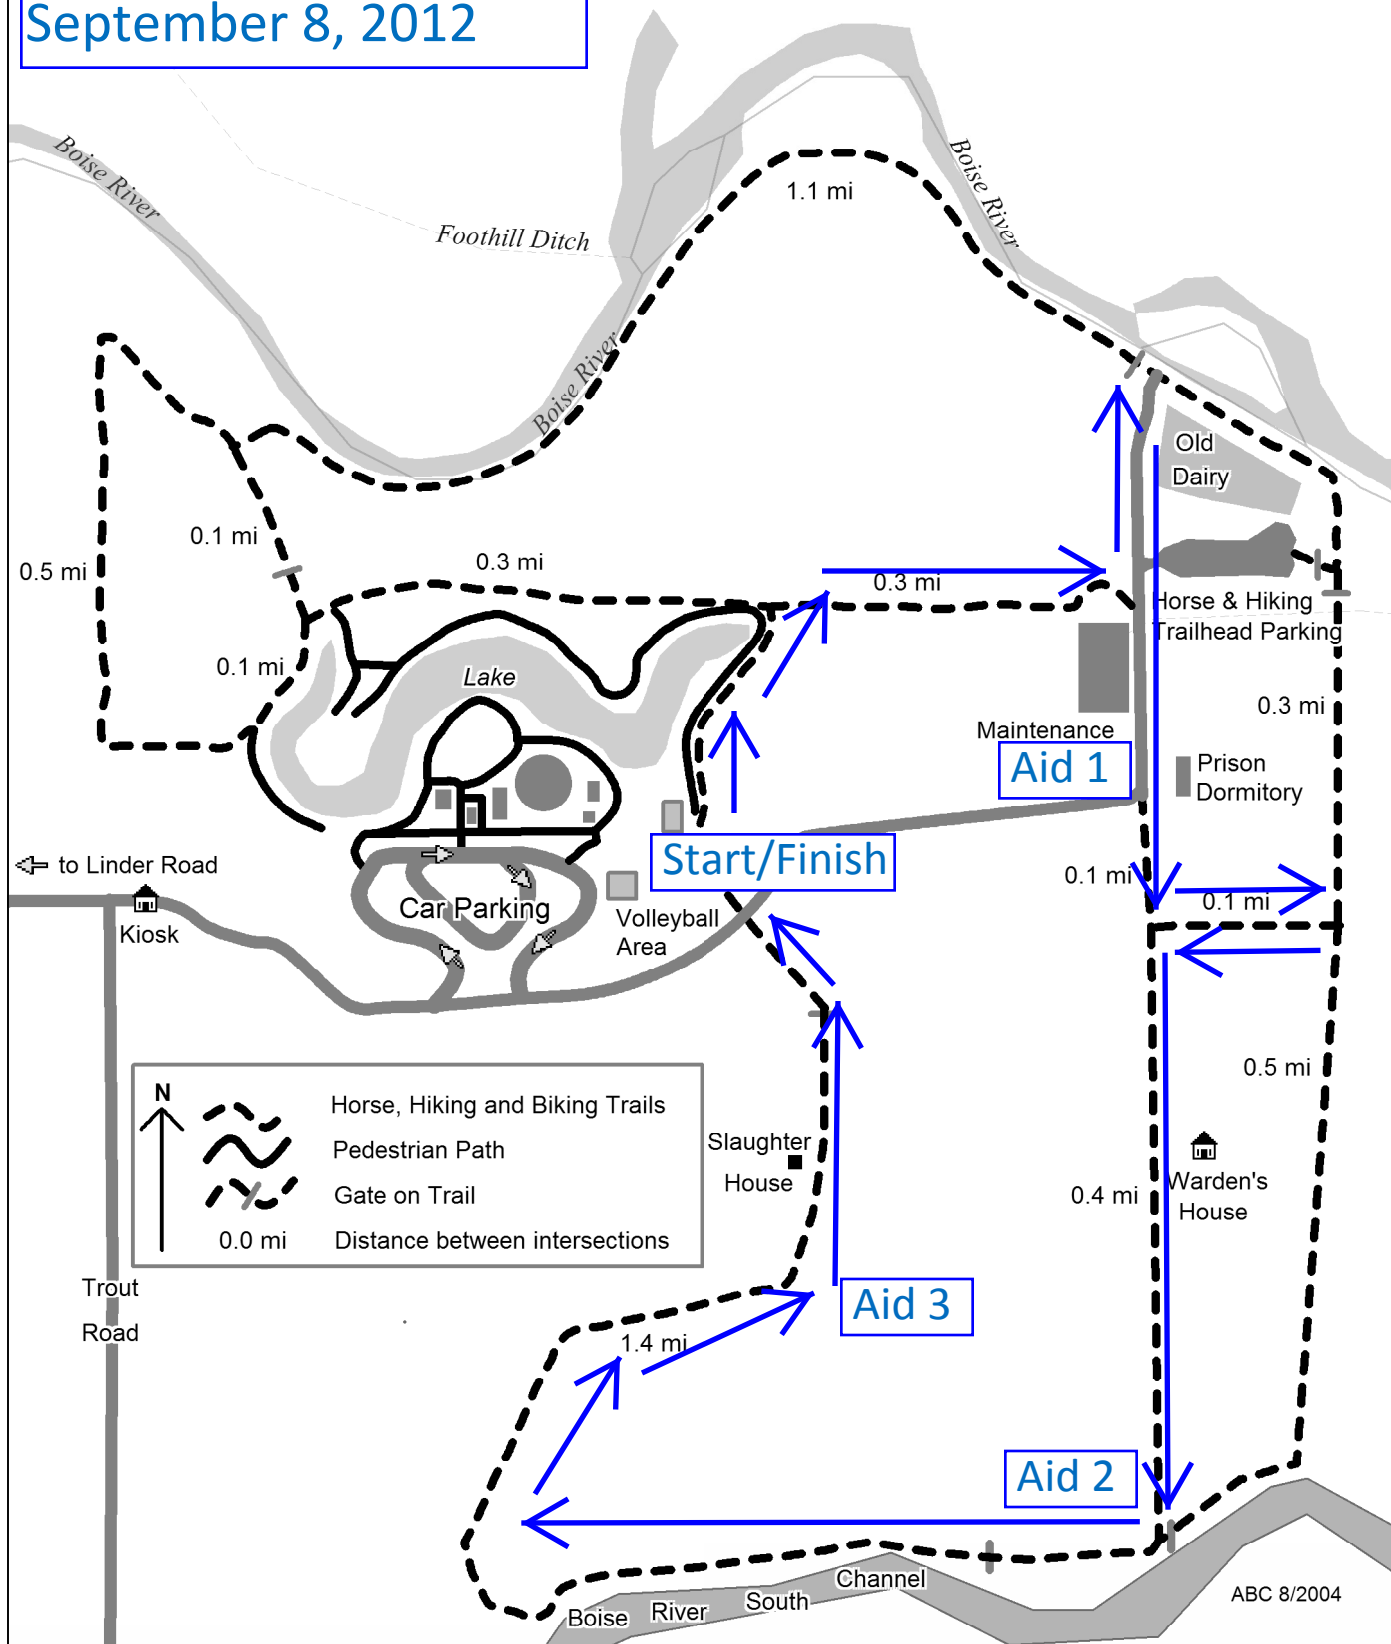 September 8, 2012
Boise River
Boise River
Foothill Ditch
1.1 mi
Boise River
Old
Dairy
0.1 mi
0.5 mi
0.3 mi
0.3 mi
Horse & Hiking
Trailhead Parking
0.1 mi
Lake
0.3 mi
Maintenance
Aid 1
Prison
Dormitory
Start/Finish
to Linder Road
0.1 mi
0.1 mi
Car Parking
Kiosk
Volleyball
Area
0.5 mi
N
Horse, Hiking and Biking Trails
Pedestrian Path
Gate on Trail
0.0 mi
Distance between intersections
Slaughter
House
0.4 mi
Warden's
House
Trout
Road
Aid 3
1.4 mi
Aid 2
Boise River South Channel
ABC 8/2004